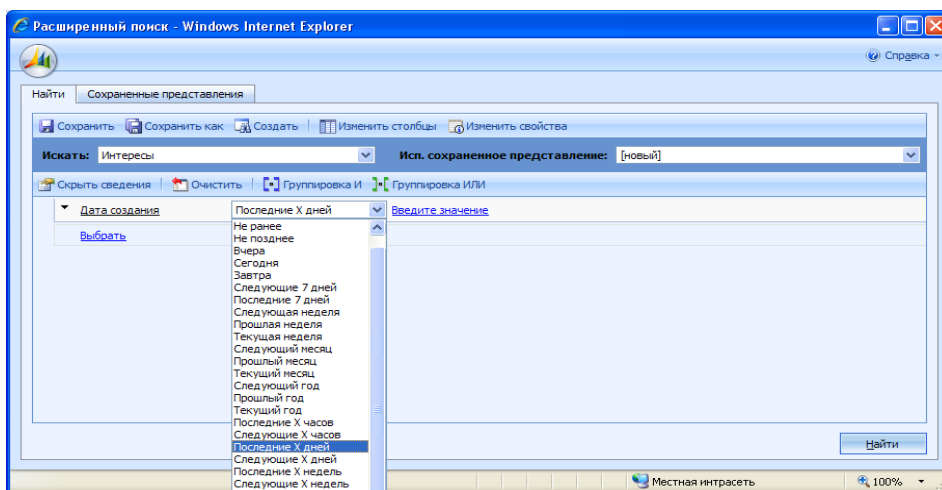 Расширенный поиск - Windows Internet Explorer
Справка
Найти Сохраненные представления
Сохранить Сохранить как Создать Изменить столбцы Изменить свойства
Искать: Интересы Исп. сохраненное представление: [новый]
Скрыть сведения Очистить Группировка И Группировка ИЛИ
Дата создания Последние X дней Введите значение
Выбрать
Не ранее
Не позднее
Вчера
Сегодня
Завтра
Следующие 7 дней
Последние 7 дней
Следующая неделя
Прошлая неделя
Текущая неделя
Следующий месяц
Прошлый месяц
Текущий месяц
Следующий год
Прошлый год
Текущий год
Последние X часов
Следующие X часов
Последние X дней
Следующие X дней
Последние X недель
Следующие X недель
Найти
Местная интрасеть 100%